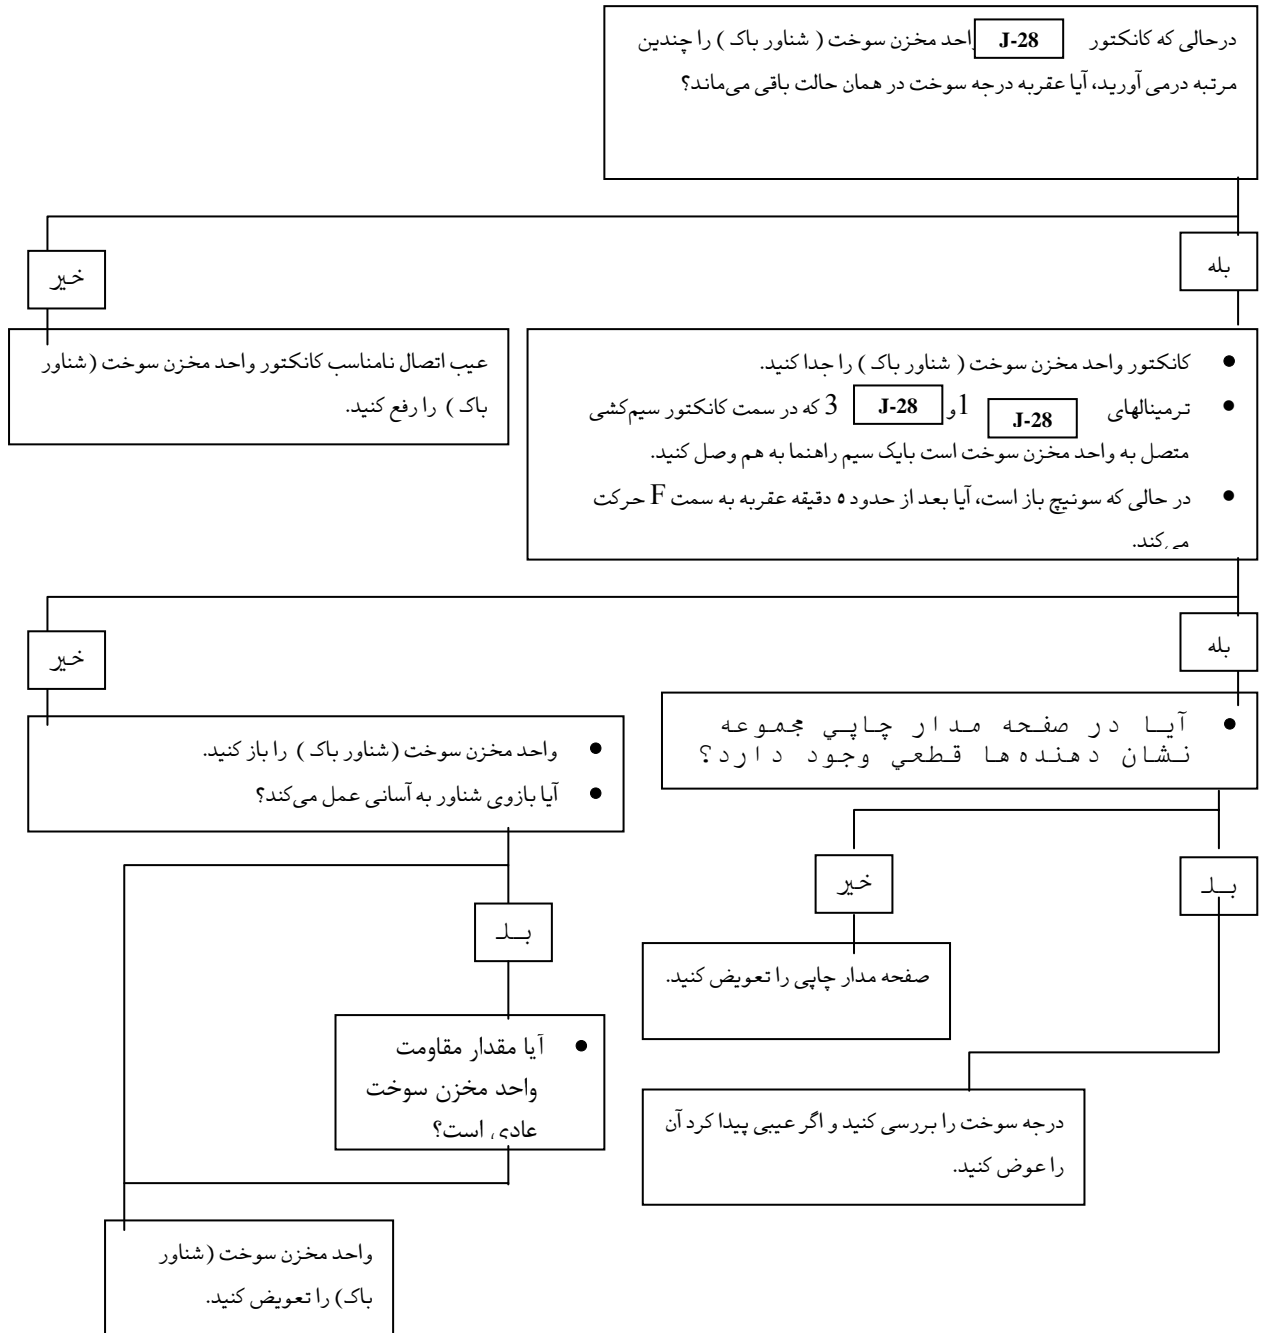 درحالی که کانکتور J-28 احد مخزن سوخت ( شناور باک ) را چندین
مرتبه درمی آورید، آیا عقربه درجه سوخت در همان حالت باقی می‌ماند؟
خیر
بله
عیب اتصال نامناسب کانکتور واحد مخزن سوخت ( شناور
باک ) را رفع کنید.
● کانکتور واحد مخزن سوخت ( شناور باک ) را جدا کنید.
● ترمینالهای J-28 1و J-28 3 که در سمت کانکتور سیم‌کشی
متصل به واحد مخزن سوخت است بایک سیم راهنما به هم وصل کنید.
● در حالی که سونیچ باز است، آیا بعد از حدود ٥ دقیقه عقربه به سمت F حرکت
می‌کند.
خیر
بله
● آیا در صفحه مدار چاپي مجموعه
نشان دهنده ها قطعي وجود دارد؟
● واحد مخزن سوخت ( شناور باک ) را باز کنید.
● آیا بازوی شناور به آسانی عمل می‌کند؟
خیر
بلـ
بلـ
صفحه مدار چاپی را تعویض کنید.
● آیا مقدار مقاومت
واحد مخزن سوخت
عادی است؟
درجه سوخت را بررسی کنید و اگر عیبی پیدا کرد آن
را عوض کنید.
واحد مخزن سوخت ( شناور
باک ) را تعویض کنید.